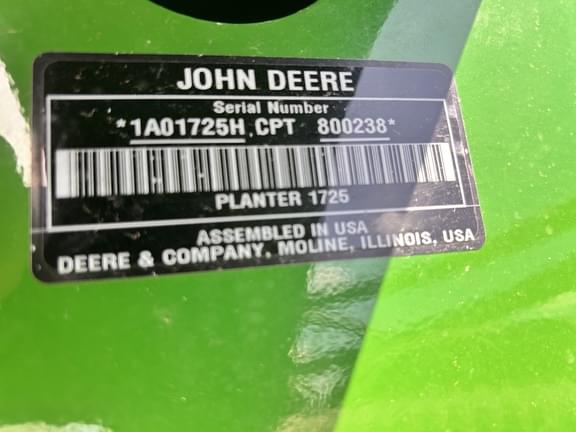 JOHN DEERE
Serial Number
*1A01725H CPT 800238*
PLANTER 1725
ASSEMBLED IN USA
DEERE & COMPANY, MOLINE, ILLINOIS, USA